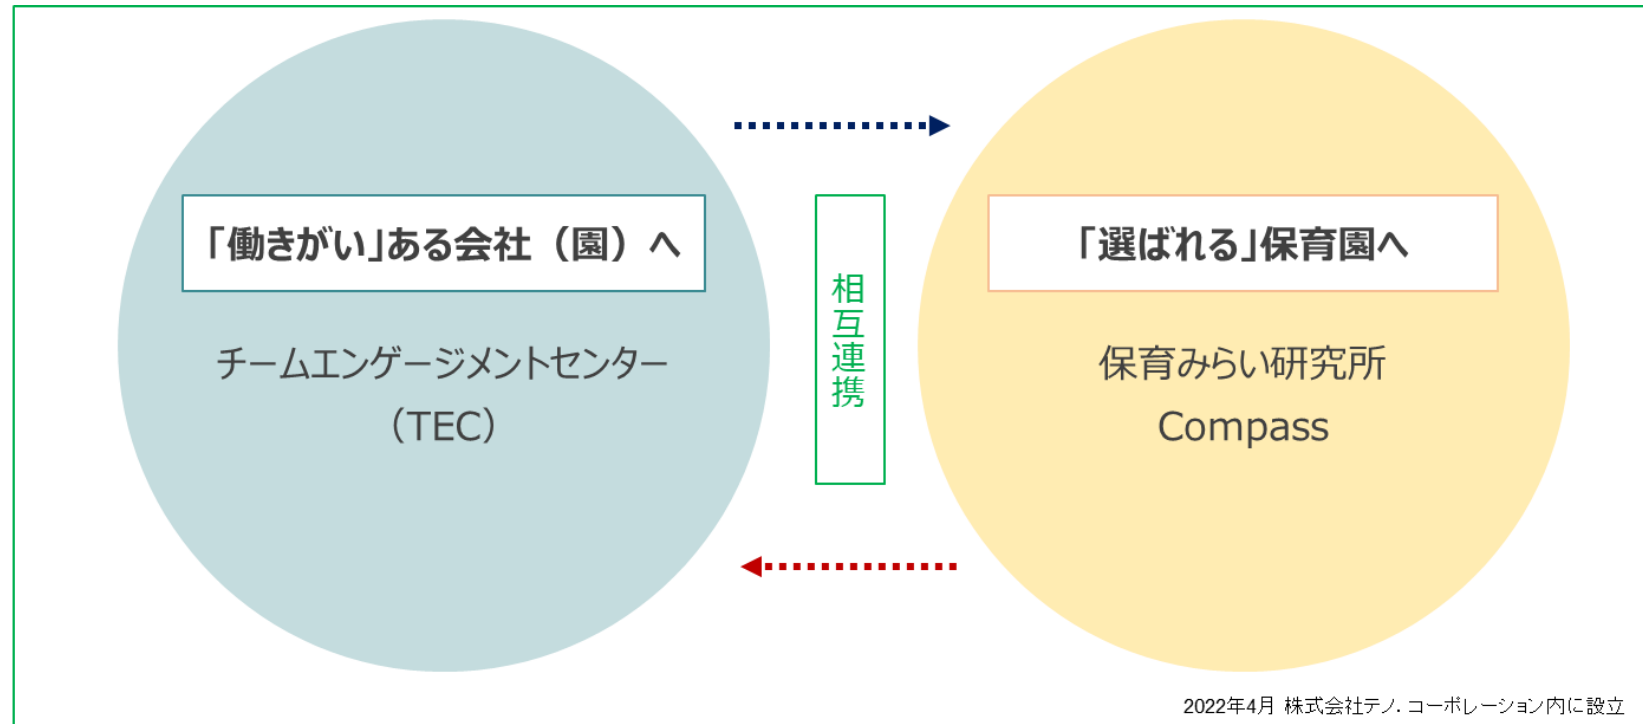 「働きがい」ある会社（園）へ
チームエンゲージメントセンター
（TEC）
相互連携
「選ばれる」保育園へ
保育みらい研究所
Compass
2022年4月 株式会社テノ.コーポレーション内に設立